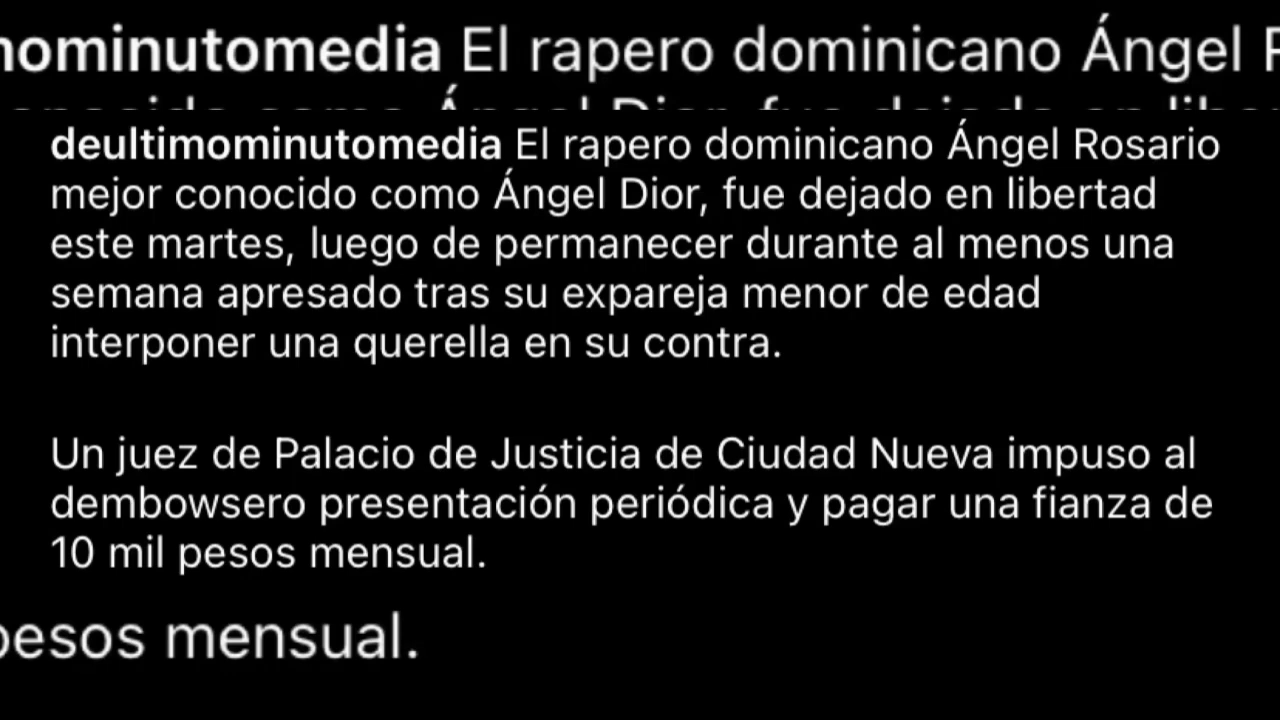 nominutomedia El rapero dominicano Ángel R
deultimominutomedia El rapero dominicano Ángel Rosario
mejor conocido como Ángel Dior, fue dejado en libertad
este martes, luego de permanecer durante al menos una
semana apresado tras su expareja menor de edad
interponer una querella en su contra.
Un juez de Palacio de Justicia de Ciudad Nueva impuso al
dembowsero presentación periódica y pagar una fianza de
10 mil pesos mensual.
pesos mensual.